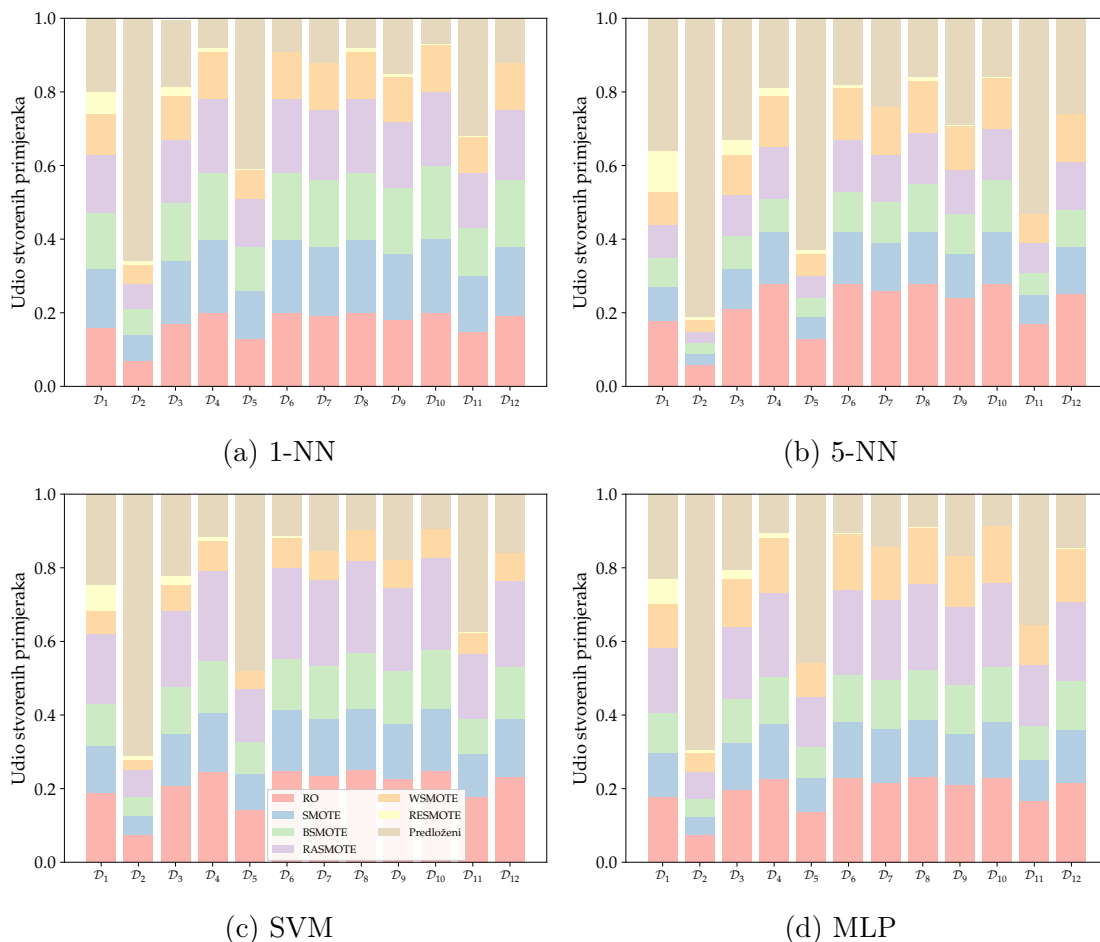 Udio stvorenih primjeraka
1.0
0.8
0.6
0.4
0.2
0.0
𝒟₁ 𝒟₂ 𝒟₃ 𝒟₄ 𝒟₅ 𝒟₆ 𝒟₇ 𝒟₈ 𝒟₉ 𝒟₁₀ 𝒟₁₁ 𝒟₁₂
(a) 1-NN
Udio stvorenih primjeraka
1.0
0.8
0.6
0.4
0.2
0.0
𝒟₁ 𝒟₂ 𝒟₃ 𝒟₄ 𝒟₅ 𝒟₆ 𝒟₇ 𝒟₈ 𝒟₉ 𝒟₁₀ 𝒟₁₁ 𝒟₁₂
(b) 5-NN
Udio stvorenih primjeraka
1.0
0.8
0.6
0.4
0.2
0.0
RO
SMOTE
BSMOTE
RASMOTE
WSMOTE
RESMOTE
Predloženi
𝒟₁ 𝒟₂ 𝒟₃ 𝒟₄ 𝒟₅ 𝒟₆ 𝒟₇ 𝒟₈ 𝒟₉ 𝒟₁₀ 𝒟₁₁ 𝒟₁₂
(c) SVM
Udio stvorenih primjeraka
1.0
0.8
0.6
0.4
0.2
0.0
𝒟₁ 𝒟₂ 𝒟₃ 𝒟₄ 𝒟₅ 𝒟₆ 𝒟₇ 𝒟₈ 𝒟₉ 𝒟₁₀ 𝒟₁₁ 𝒟₁₂
(d) MLP